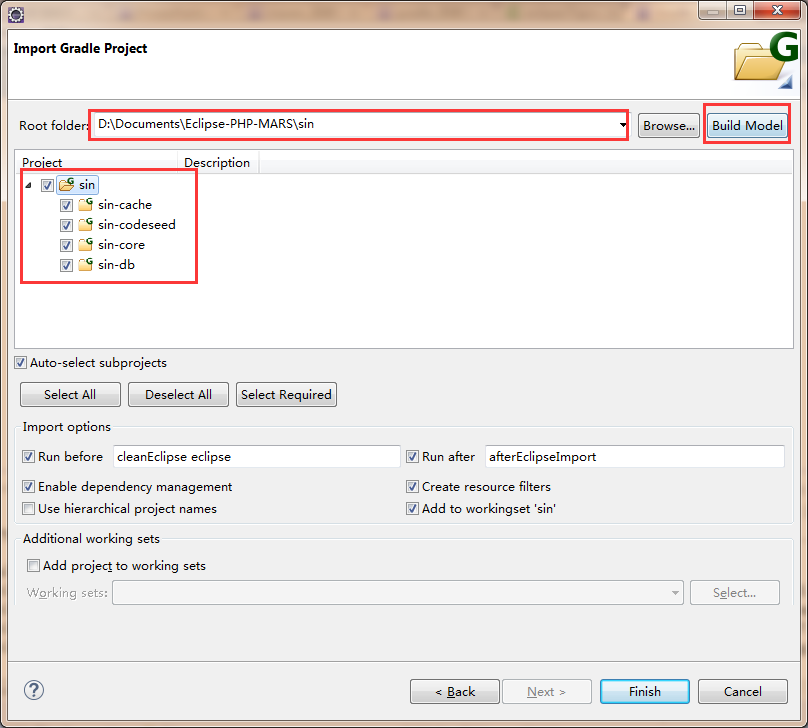 Import Gradle Project
Root folder: D:\Documents\Eclipse-PHP-MARS\sin Browse... Build Model
Project Description
sin
sin-cache
sin-codeseed
sin-core
sin-db
Auto-select subprojects
Select All Deselect All Select Required
Import options
Run before cleanEclipse eclipse Run after afterEclipseImport
Enable dependency management Create resource filters
Use hierarchical project names Add to workingset 'sin'
Additional working sets
Add project to working sets
Working sets: Select...
< Back Next > Finish Cancel